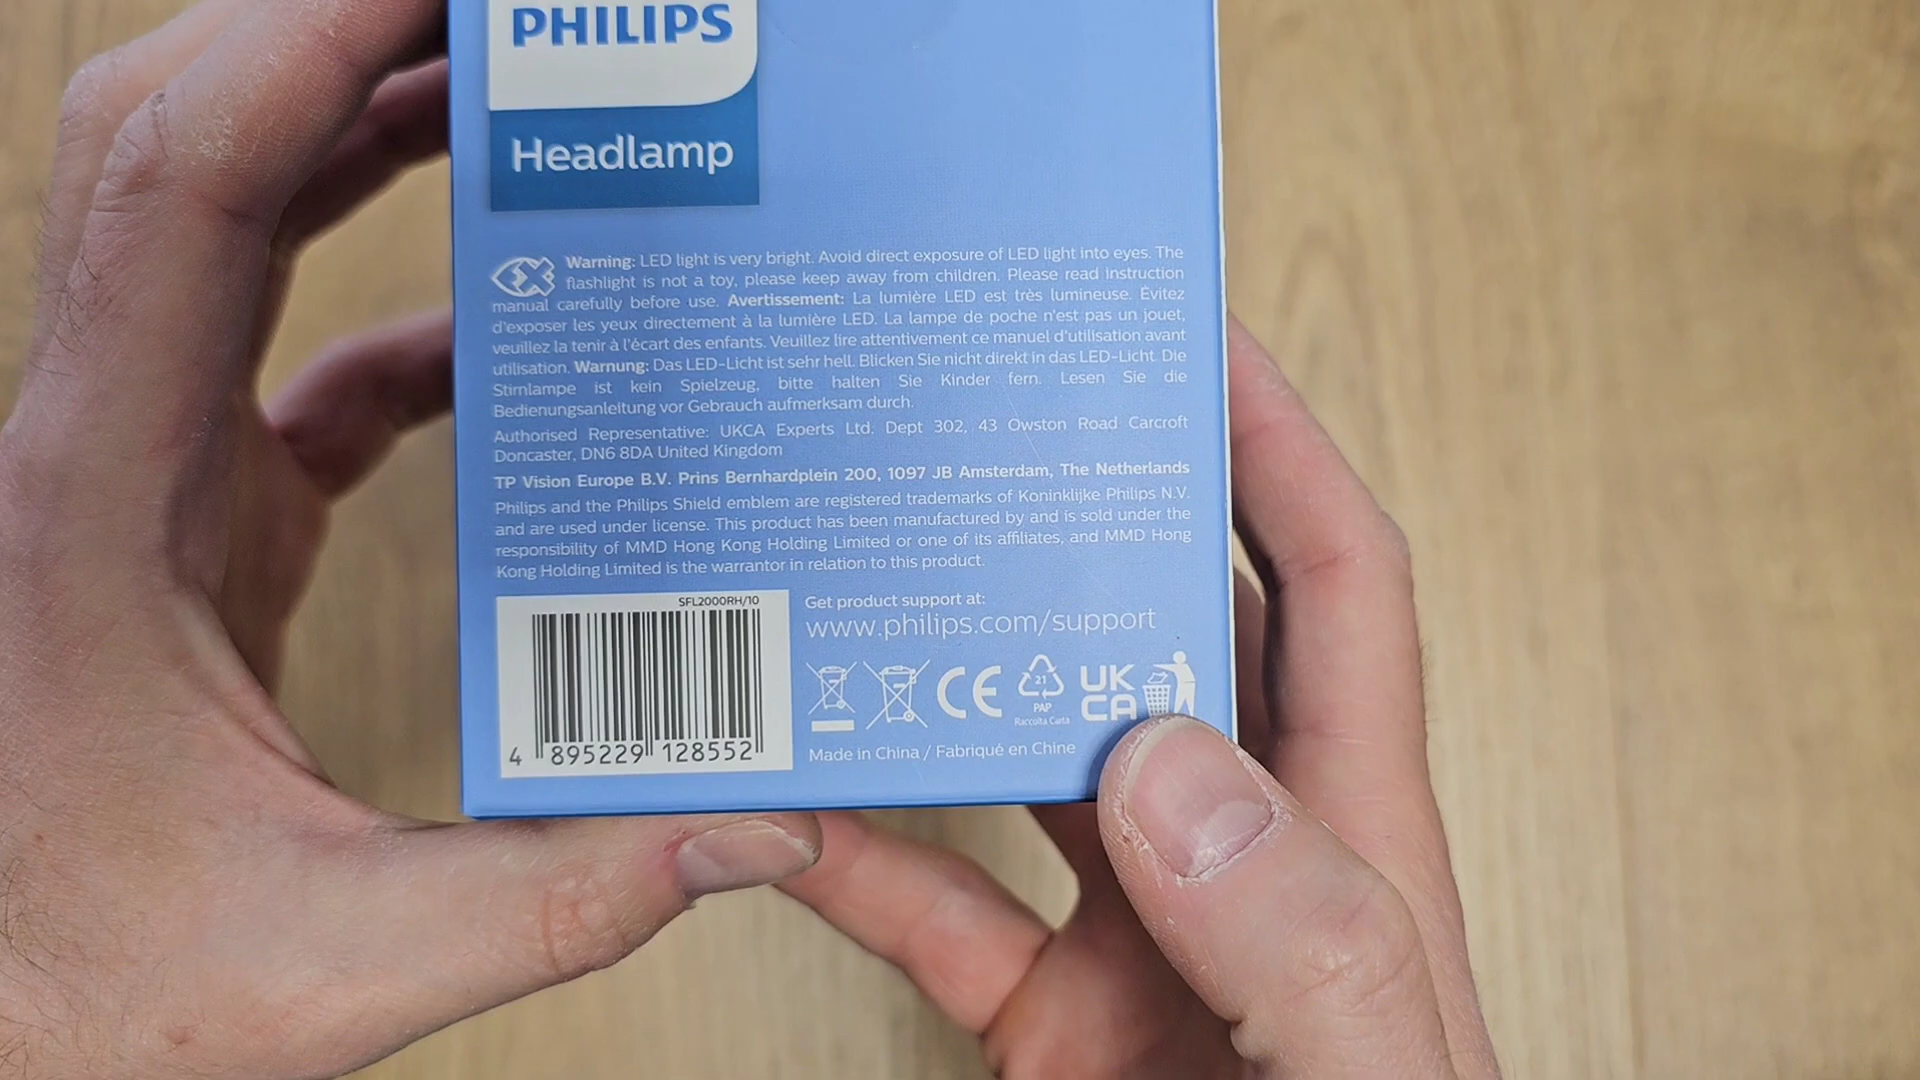 PHILIPS
Headlamp
Warning: LED light is very bright. Avoid direct exposure of LED light into eyes. The
flashlight is not a toy, please keep away from children. Please read instruction
manual carefully before use. Avertissement: La lumière LED est très lumineuse. Évitez
d'exposer les yeux directement à la lumière LED. La lampe de poche n'est pas un jouet,
veuillez la tenir à l'écart des enfants. Veuillez lire attentivement ce manuel d'utilisation avant
utilisation. Warnung: Das LED-Licht ist sehr hell. Blicken Sie nicht direkt in das LED-Licht. Die
Stirnlampe ist kein Spielzeug, bitte halten Sie Kinder fern. Lesen Sie die
Bedienungsanleitung vor Gebrauch aufmerksam durch.
Authorised Representative: UKCA Experts Ltd. Dept 302, 43 Owston Road Carcroft
Doncaster, DN6 8DA United Kingdom
TP Vision Europe B.V. Prins Bernhardplein 200, 1097 JB Amsterdam, The Netherlands
Philips and the Philips Shield emblem are registered trademarks of Koninklijke Philips N.V.
and are used under license. This product has been manufactured by and is sold under the
responsibility of MMD Hong Kong Holding Limited or one of its affiliates, and MMD Hong
Kong Holding Limited is the warrantor in relation to this product.
SFL2000RH/10
4 895229 128552
Get product support at:
www.philips.com/support
CE
21
PAP
Raccolta Carta
UK
CA
Made in China / Fabriqué en Chine